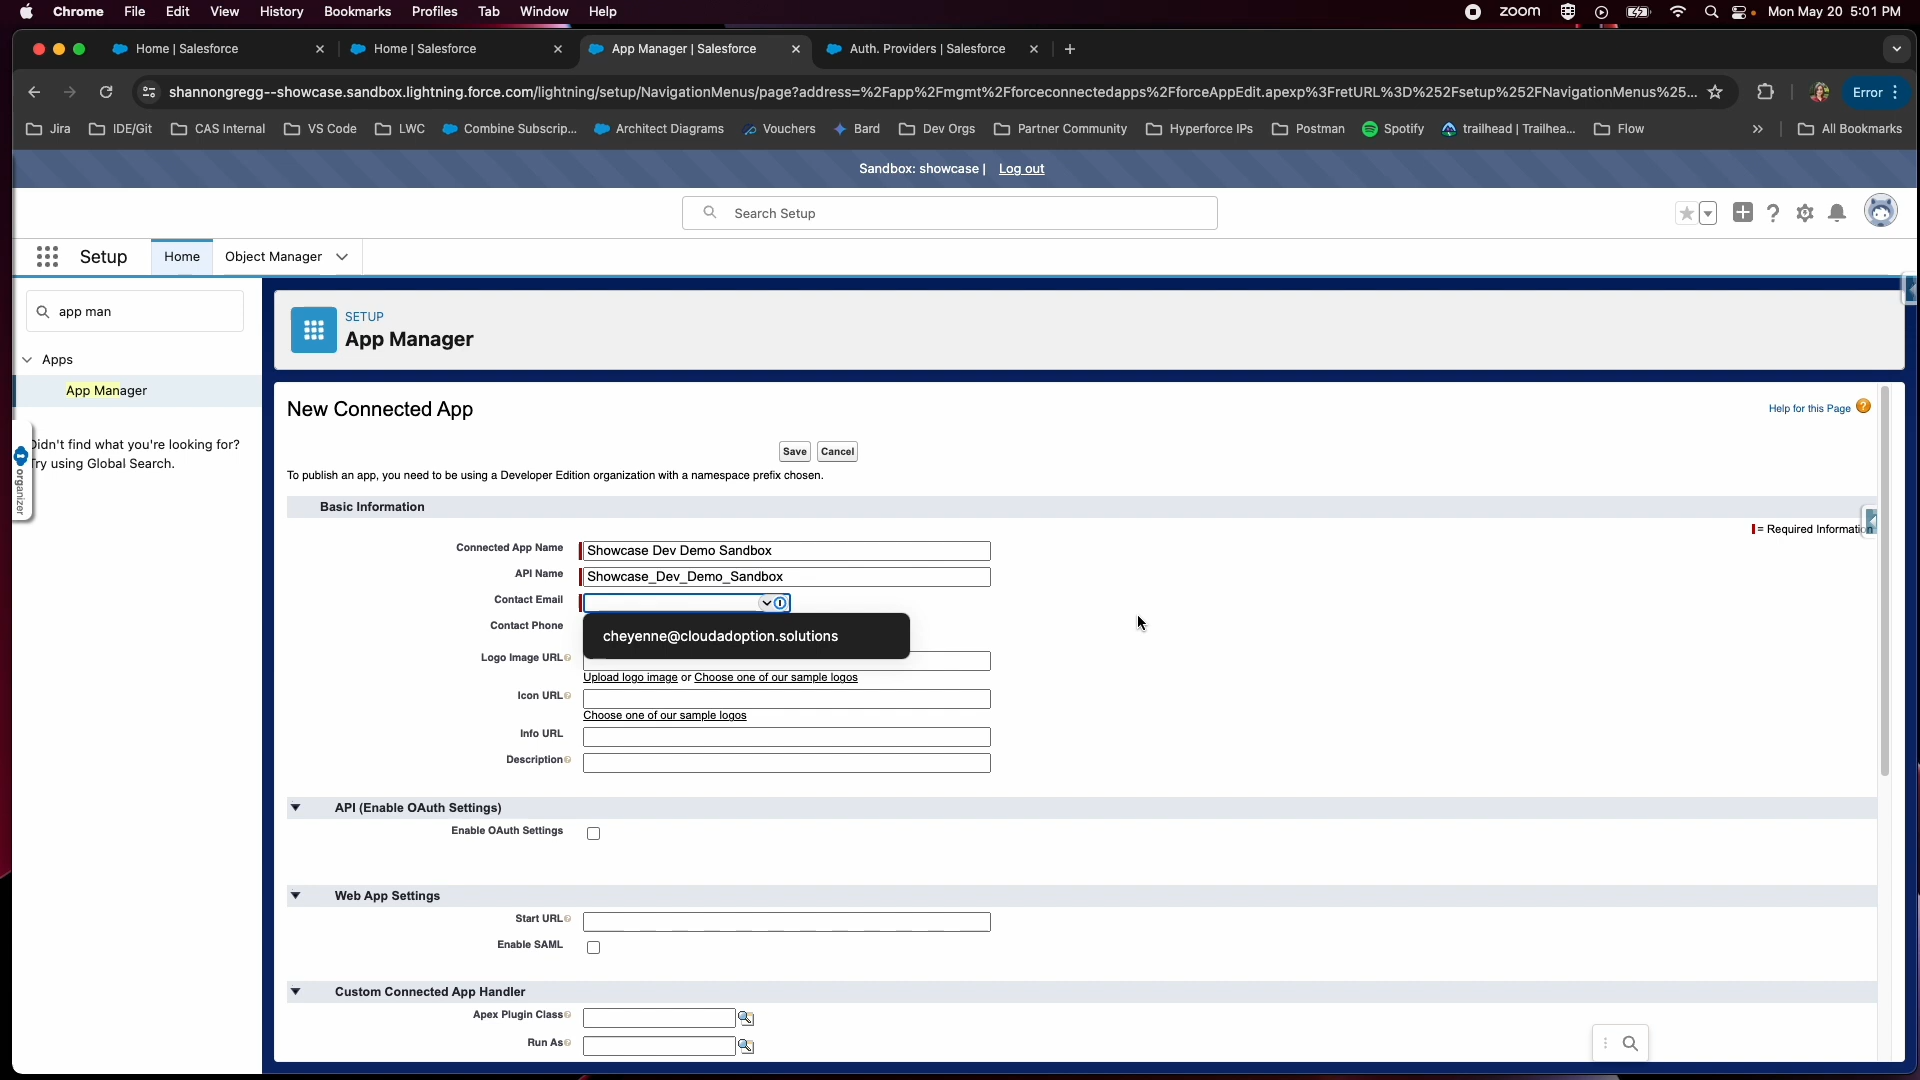 Chrome File Edit View History Bookmarks Profiles Tab Window Help zoom Mon May 20 5:01 PM
Home | Salesforce Home | Salesforce App Manager | Salesforce Auth. Providers | Salesforce
shannongregg--showcase.sandbox.lightning.force.com/lightning/setup/NavigationMenus/page?address=%2Fapp%2Fmgmt%2Fforceconnectedapps%2FforceAppEdit.apexp%3FretURL%3D%252Fsetup%252FNavigationMenus%25... Error
Jira IDE/Git CAS Internal VS Code LWC Combine Subscrip... Architect Diagrams Vouchers Bard Dev Orgs Partner Community Hyperforce IPs Postman Spotify trailhead | Trailhea... Flow » All Bookmarks
Sandbox: showcase | Log out
Search Setup
Setup Home Object Manager
app man
Apps
App Manager
Didn't find what you're looking for?
Try using Global Search.
organizer
SETUP
App Manager
New Connected App
Help for this Page
Save Cancel
To publish an app, you need to be using a Developer Edition organization with a namespace prefix chosen.
Basic Information
= Required Information
Connected App Name Showcase Dev Demo Sandbox
API Name Showcase_Dev_Demo_Sandbox
Contact Email
Contact Phone
cheyenne@cloudadoption.solutions
Logo Image URL
Upload logo image or Choose one of our sample logos
Icon URL
Choose one of our sample logos
Info URL
Description
API (Enable OAuth Settings)
Enable OAuth Settings
Web App Settings
Start URL
Enable SAML
Custom Connected App Handler
Apex Plugin Class
Run As